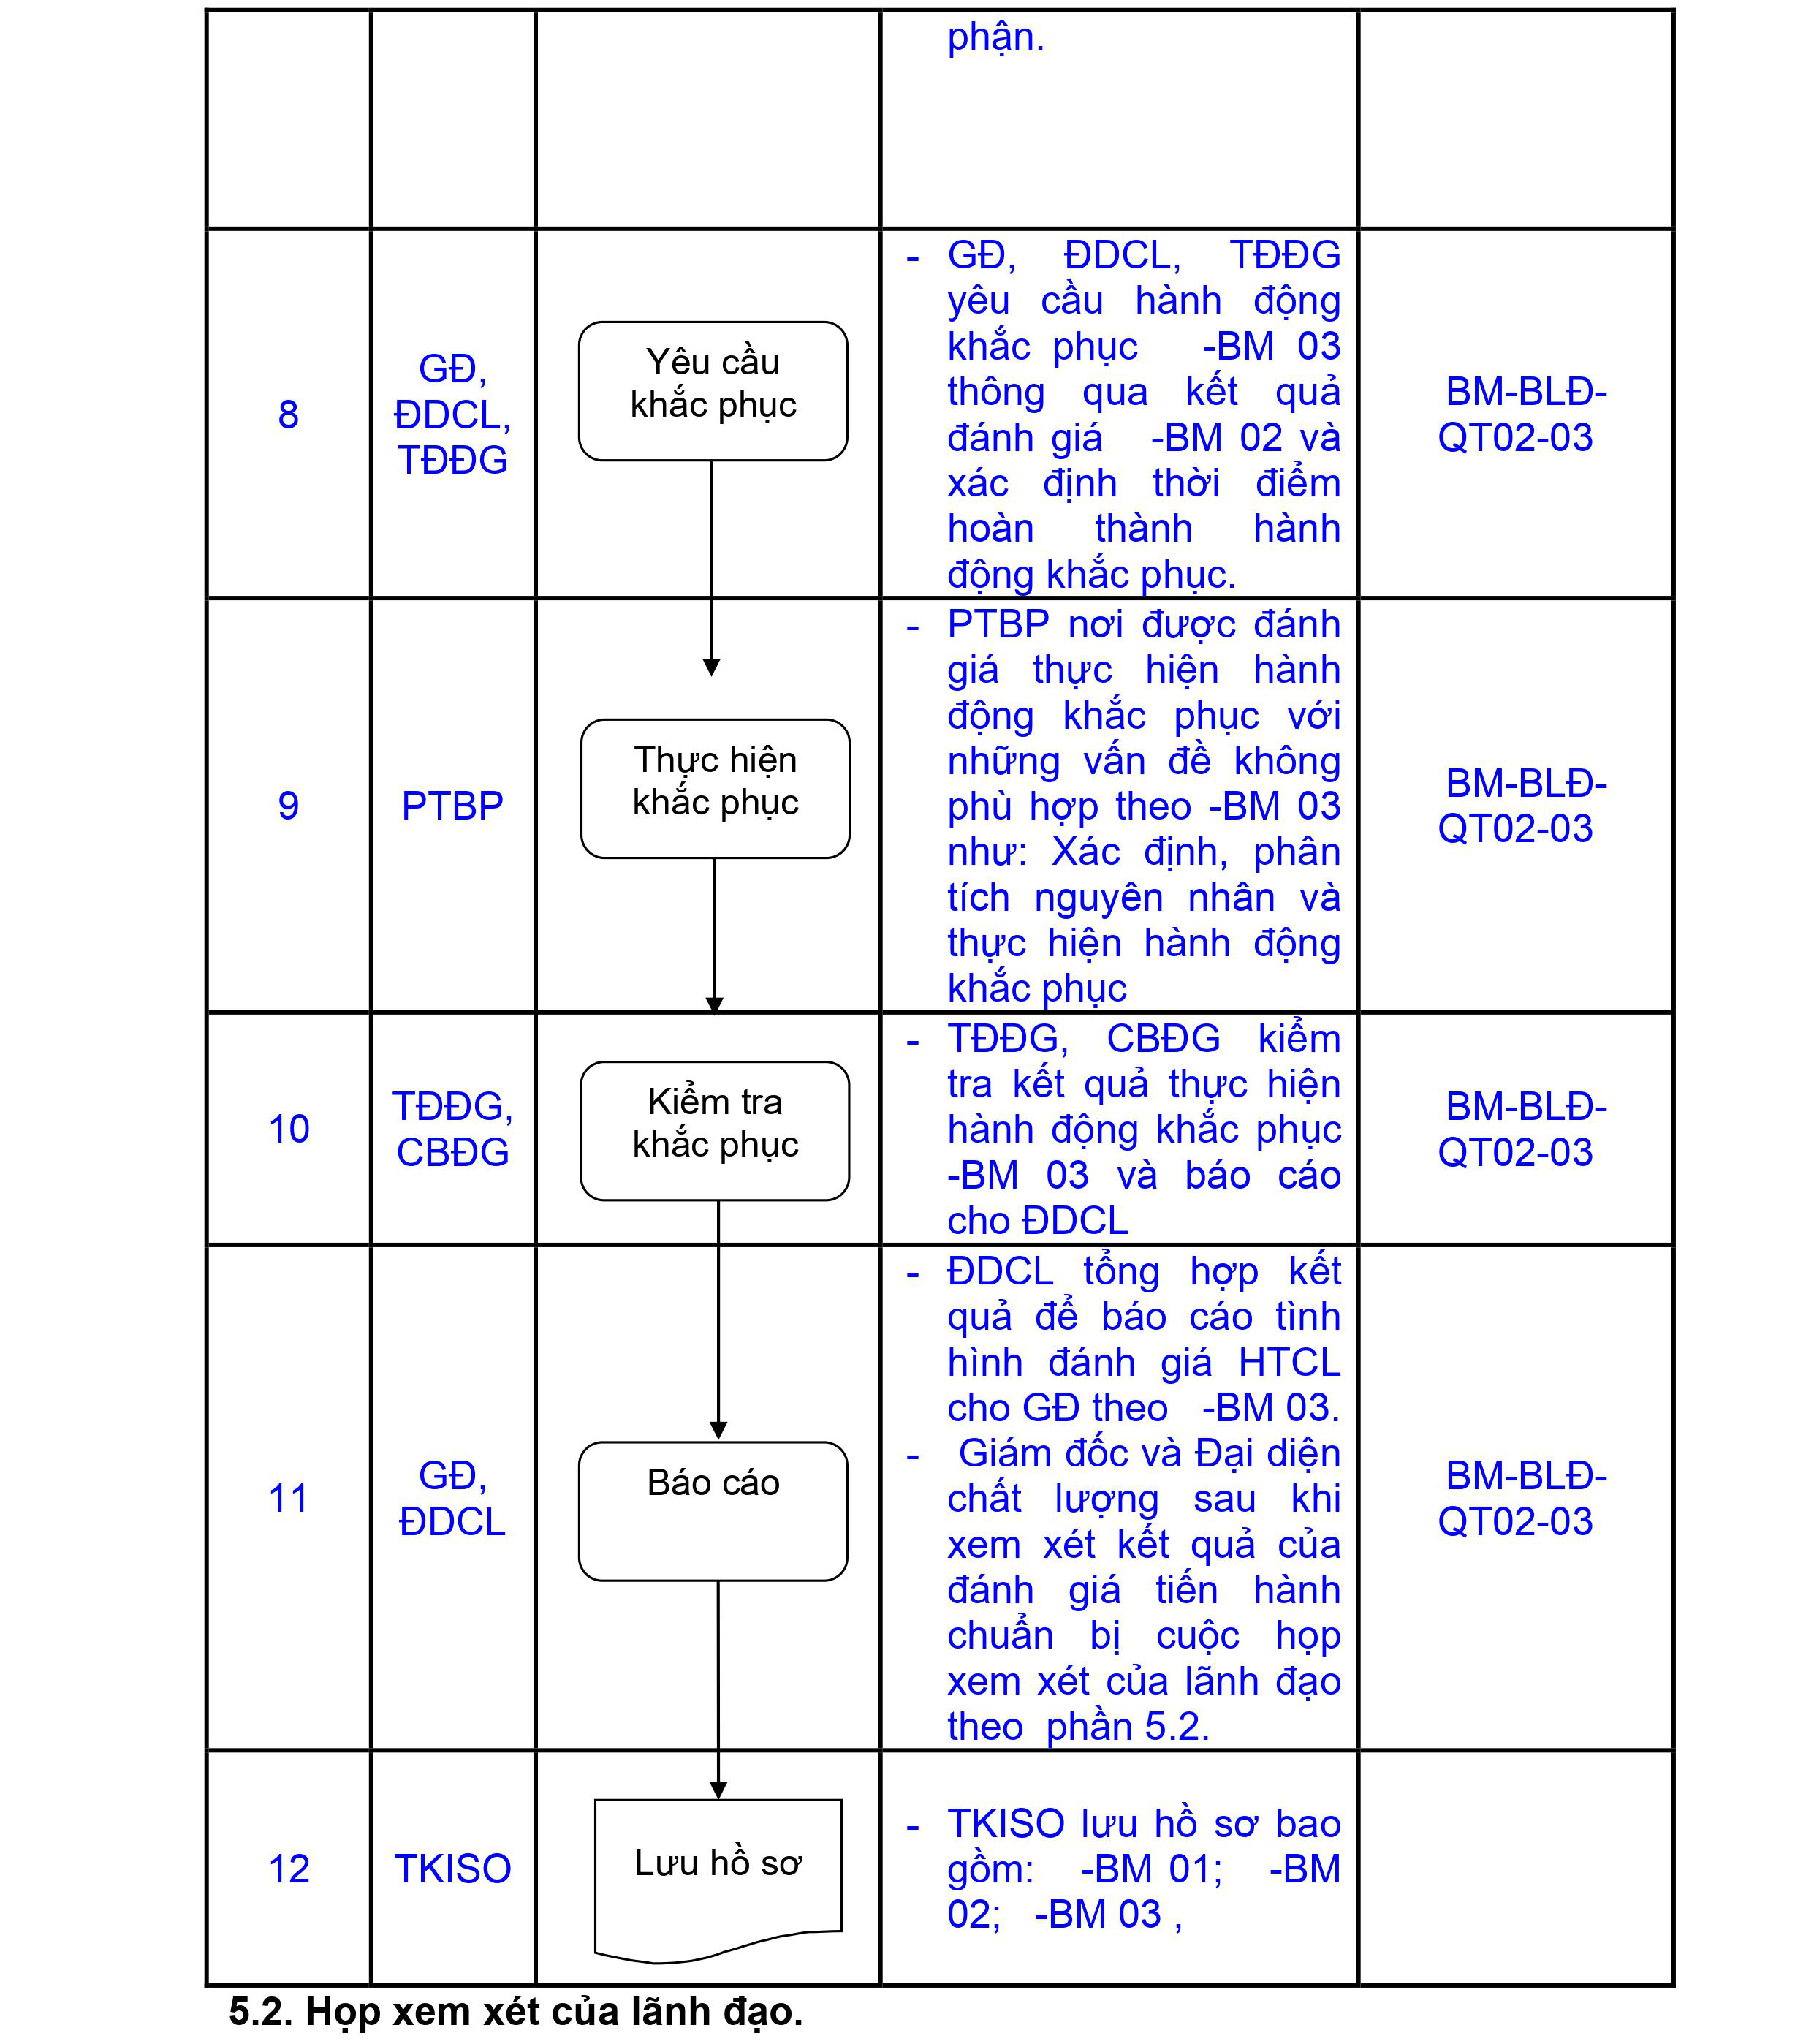 phận.
8
GĐ,
ĐDCL,
TĐĐG
Yêu cầu
khắc phục
- GĐ, ĐDCL, TĐĐG
yêu cầu hành động
khắc phục -BM 03
thông qua kết quả
đánh giá -BM 02 và
xác định thời điểm
hoàn thành hành
động khắc phục.
BM-BLĐ-
QT02-03
9
PTBP
Thực hiện
khắc phục
- PTBP nơi được đánh
giá thực hiện hành
động khắc phục với
những vấn đề không
phù hợp theo -BM 03
như: Xác định, phân
tích nguyên nhân và
thực hiện hành động
khắc phục
BM-BLĐ-
QT02-03
10
TĐĐG,
CBĐG
Kiểm tra
khắc phục
- TĐĐG, CBĐG kiểm
tra kết quả thực hiện
hành động khắc phục
-BM 03 và báo cáo
cho ĐDCL
BM-BLĐ-
QT02-03
11
GĐ,
ĐDCL
Báo cáo
- ĐDCL tổng hợp kết
quả để báo cáo tình
hình đánh giá HTCL
cho GĐ theo -BM 03.
- Giám đốc và Đại diện
chất lượng sau khi
xem xét kết quả của
đánh giá tiến hành
chuẩn bị cuộc họp
xem xét của lãnh đạo
theo phần 5.2.
BM-BLĐ-
QT02-03
12
TKISO
Lưu hồ sơ
- TKISO lưu hồ sơ bao
gồm: -BM 01; -BM
02; -BM 03 ,
5.2. Họp xem xét của lãnh đạo.